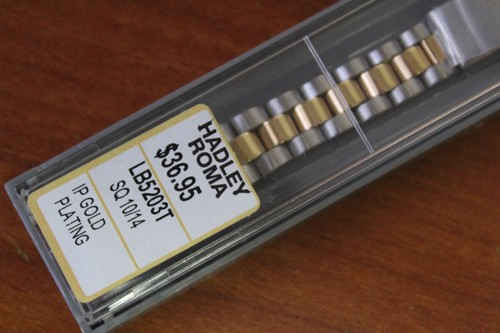 HADLEY
ROMA
$36.95
LB5203T
SQ 10/14
IP GOLD
PLATING